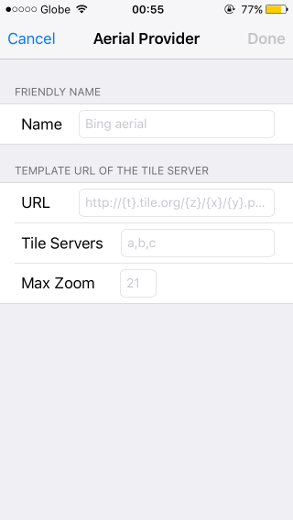 Globe 00:55 77%
Cancel Aerial Provider Done
FRIENDLY NAME
Name Bing aerial
TEMPLATE URL OF THE TILE SERVER
URL http://{t}.tile.org/{z}/{x}/{y}.p...
Tile Servers a,b,c
Max Zoom 21